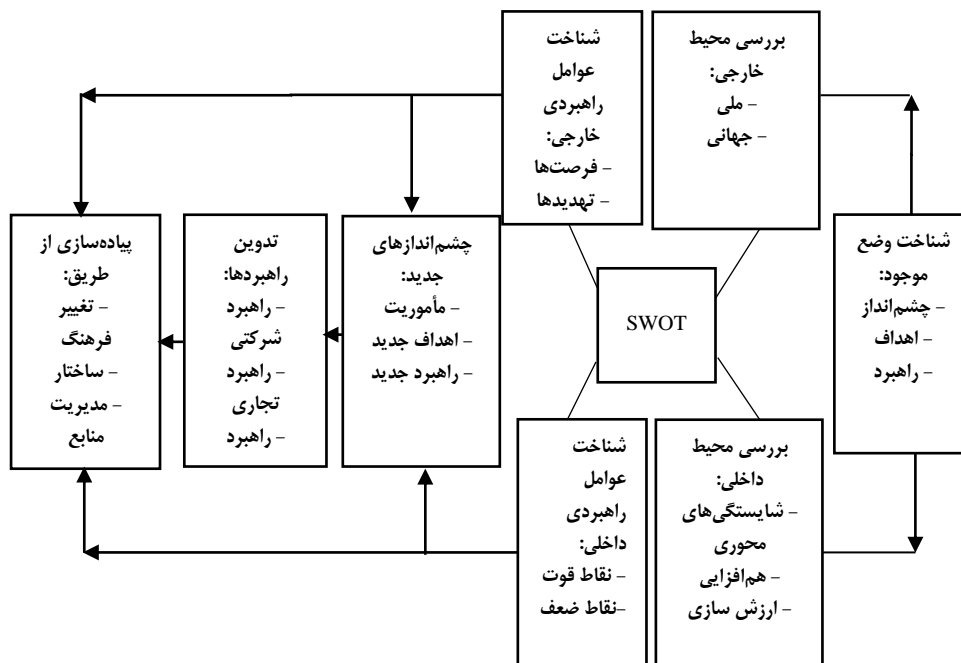 شناخت وضع
موجود:
– چشم‌انداز
– اهداف
– راهبرد
بررسی محیط
خارجی:
– ملی
– جهانی
شناخت
عوامل
راهبردی
خارجی:
– فرصت‌ها
– تهدیدها
SWOT
بررسی محیط
داخلی:
– شایستگی‌های
محوری
– هم‌افزایی
– ارزش سازی
شناخت
عوامل
راهبردی
داخلی:
– نقاط قوت
–نقاط ضعف
چشم‌اندازهای
جدید:
– مأموریت
– اهداف جدید
– راهبرد جدید
تدوین
راهبردها:
– راهبرد
شرکتی
– راهبرد
تجاری
– راهبرد
پیاده‌سازی از
طریق:
– تغییر
فرهنگ
– ساختار
– مدیریت
منابع